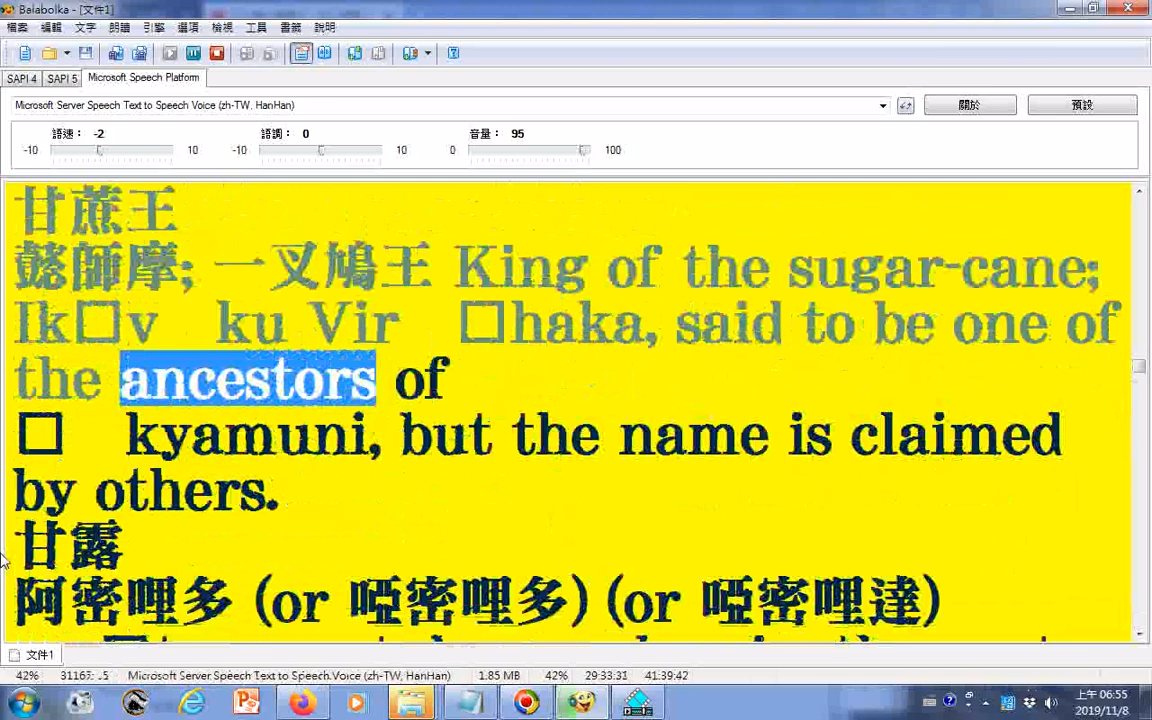 Balabolka - [文件1]
檔案 編輯 文字 朗讀 引擎 選項 檢視 工具 書籤 說明
SAPI 4 SAPI 5 Microsoft Speech Platform
Microsoft Server Speech Text to Speech Voice (zh-TW, HanHan) 關於 預設
語速： -2 語調： 0 音量： 95
-10 10 -10 10 0 100
甘蔗王
懿師摩; 一叉鳩王 King of the sugar-cane;
Ik□v ku Vir □haka, said to be one of
the ancestors of
□ kyamuni, but the name is claimed
by others.
甘露
阿密哩多 (or 啞密哩多) (or 啞密哩達)
文件1
42% Microsoft Server Speech Text to Speech Voice (zh-TW, HanHan) 1.85 MB 42% 29:33:31 41:39:42
上午 06:55
2019/11/8